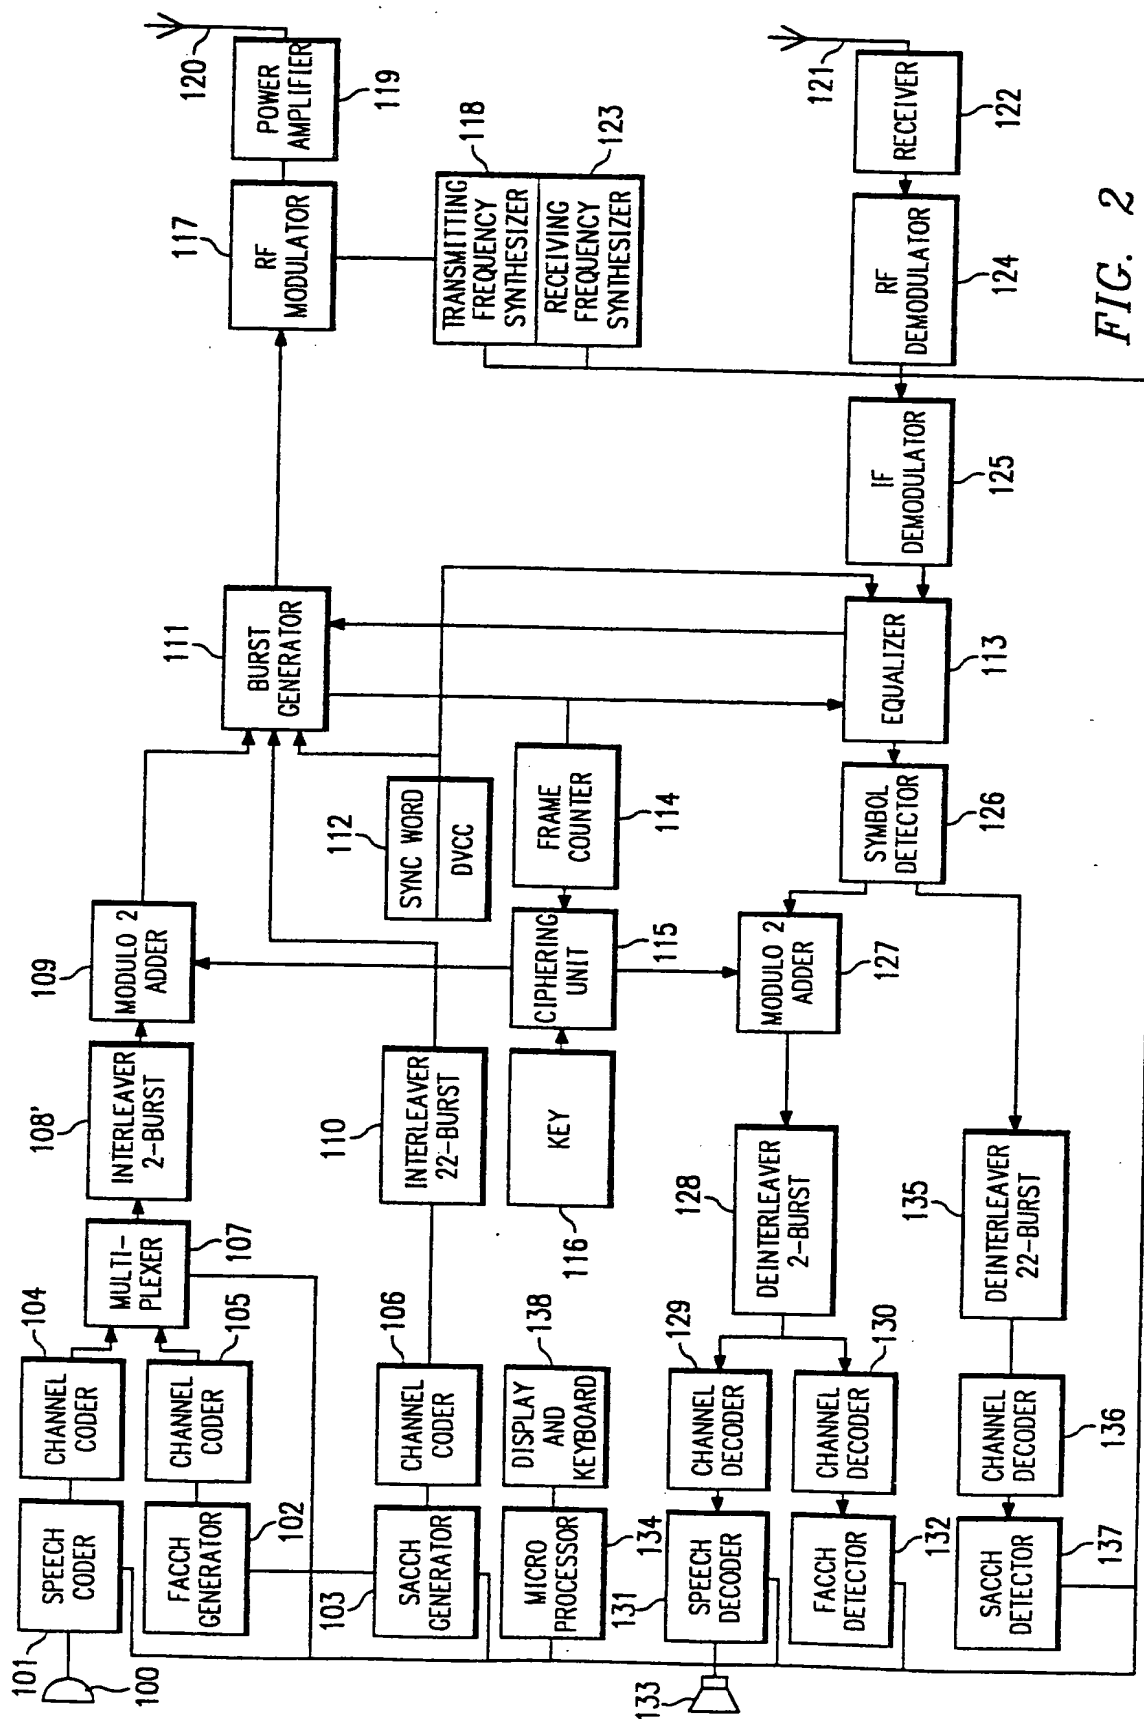 100
101
SPEECH
CODER
104
CHANNEL
CODER
FACCH
GENERATOR
102
CHANNEL
CODER
105
MULTI-
PLEXER
107
108'
INTERLEAVER
2-BURST
109
MODULO 2
ADDER
111
BURST
GENERATOR
117
RF
MODULATOR
POWER
AMPLIFIER
119
120
103
SACCH
GENERATOR
CHANNEL
CODER
106
110
INTERLEAVER
22-BURST
112
SYNC WORD
DVCC
TRANSMITTING
FREQUENCY
SYNTHESIZER
118
RECEIVING
FREQUENCY
SYNTHESIZER
123
MICRO
PROCESSOR
134
DISPLAY
AND
KEYBOARD
138
KEY
116
CIPHERING
UNIT
115
FRAME
COUNTER
114
133
131
SPEECH
DECODER
CHANNEL
DECODER
129
128
DEINTERLEAVER
2-BURST
MODULO 2
ADDER
127
SYMBOL
DETECTOR
126
EQUALIZER
113
IF
DEMODULATOR
125
RF
DEMODULATOR
124
RECEIVER
122
121
FACCH
DETECTOR
132
CHANNEL
DECODER
130
SACCH
DETECTOR
137
CHANNEL
DECODER
136
135
DEINTERLEAVER
22-BURST
FIG. 2